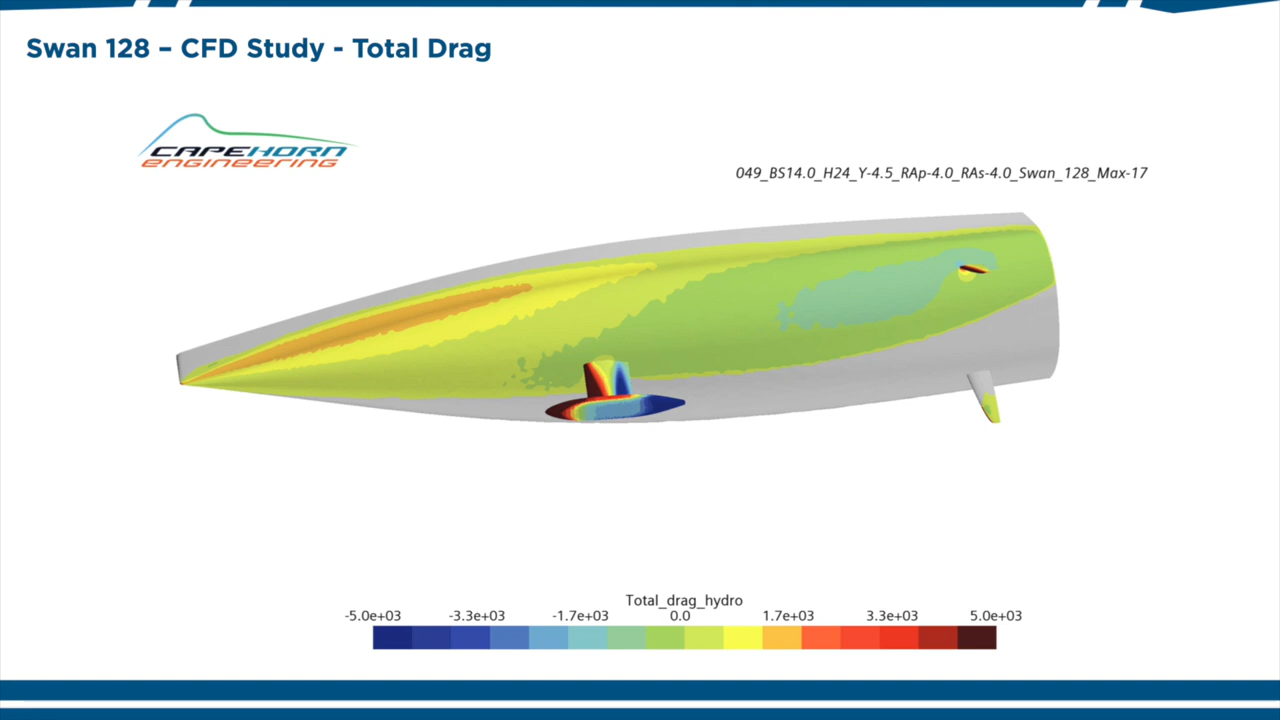 Swan 128 – CFD Study - Total Drag
CAPEHORN
engineering
049_BS14.0_H24_Y-4.5_RAp-4.0_RAs-4.0_Swan_128_Max-17
Total_drag_hydro
-5.0e+03 -3.3e+03 -1.7e+03 0.0 1.7e+03 3.3e+03 5.0e+03